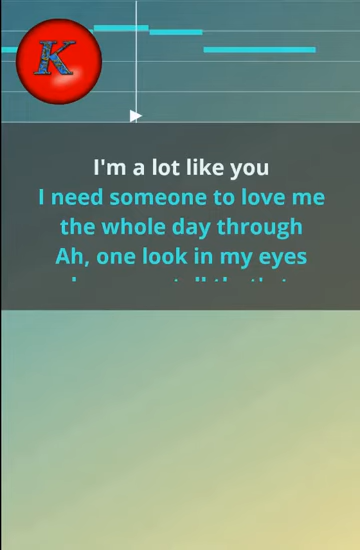 K
I'm a lot like you
I need someone to love me
the whole day through
Ah, one look in my eyes